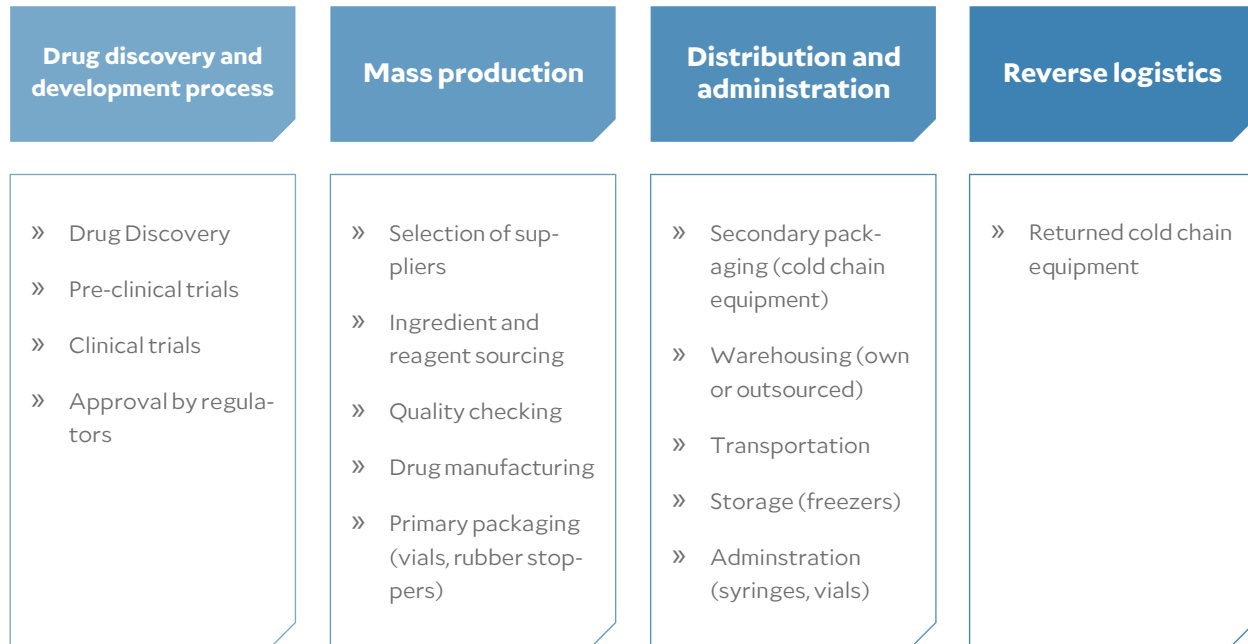 Drug discovery and
development process
» Drug Discovery
» Pre-clinical trials
» Clinical trials
» Approval by regula-
tors
Mass production
» Selection of sup-
pliers
» Ingredient and
reagent sourcing
» Quality checking
» Drug manufacturing
» Primary packaging
(vials, rubber stop-
pers)
Distribution and
administration
» Secondary pack-
aging (cold chain
equipment)
» Warehousing (own
or outsourced)
» Transportation
» Storage (freezers)
» Adminstration
(syringes, vials)
Reverse logistics
» Returned cold chain
equipment